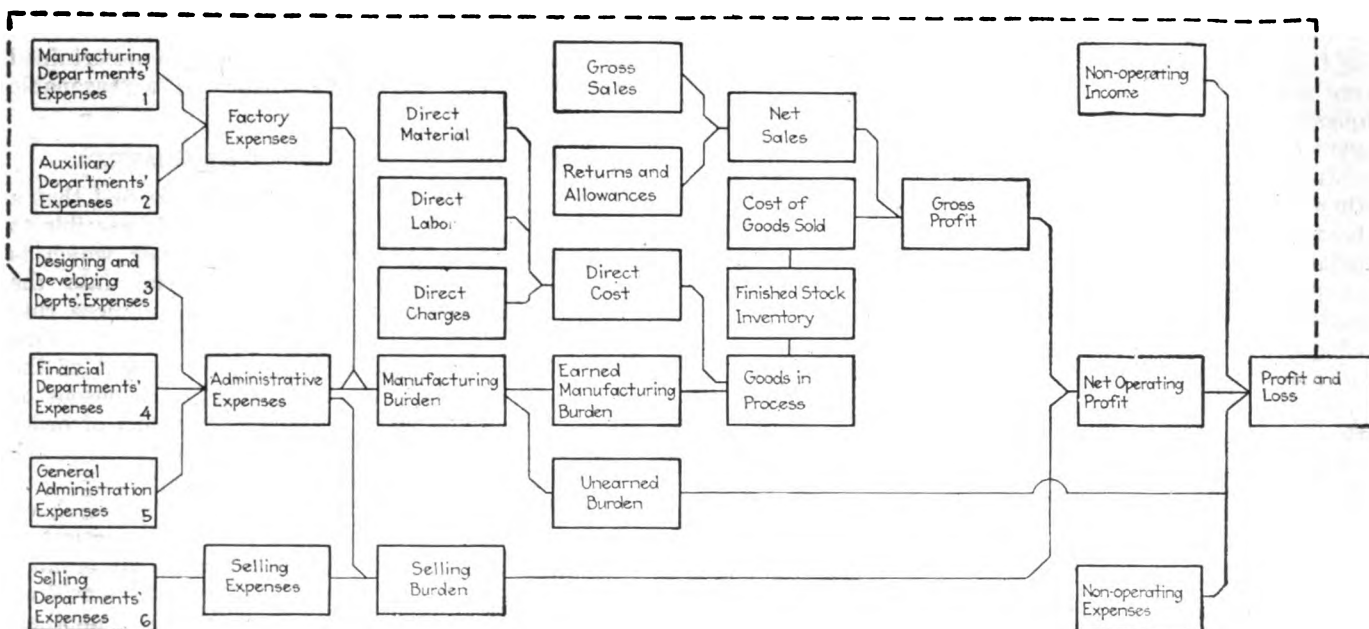 Manufacturing
Departments'
Expenses 1
Auxiliary
Departments'
Expenses 2
Designing and
Developing 3
Depts'. Expenses
Financial
Departments'
Expenses 4
General
Administration
Expenses 5
Selling
Departments'
Expenses 6
Factory
Expenses
Administrative
Expenses
Selling
Expenses
Direct
Material
Direct
Labor
Direct
Charges
Manufacturing
Burden
Selling
Burden
Gross
Sales
Returns and
Allowances
Direct
Cost
Earned
Manufacturing
Burden
Unearned
Burden
Net
Sales
Cost of
Goods Sold
Finished Stock
Inventory
Goods in
Process
Gross
Profit
Non-operating
Income
Net Operating
Profit
Non-operating
Expenses
Profit and
Loss